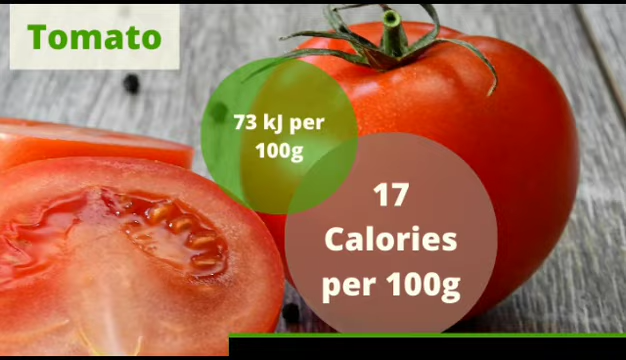 Tomato
73 kJ per
100g
17
Calories
per 100g